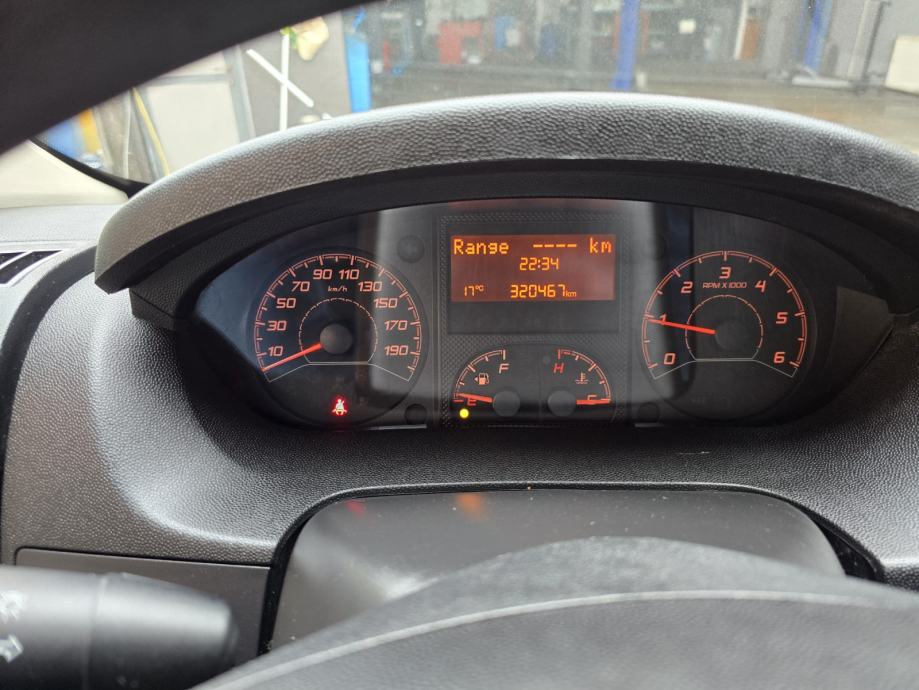 Range ---- km
22:34
17°C 320467km
10 30 50 70 90 110 130 150 170 190
km/h
0 1 2 3 4 5 6
RPM X 1000
E F
H C